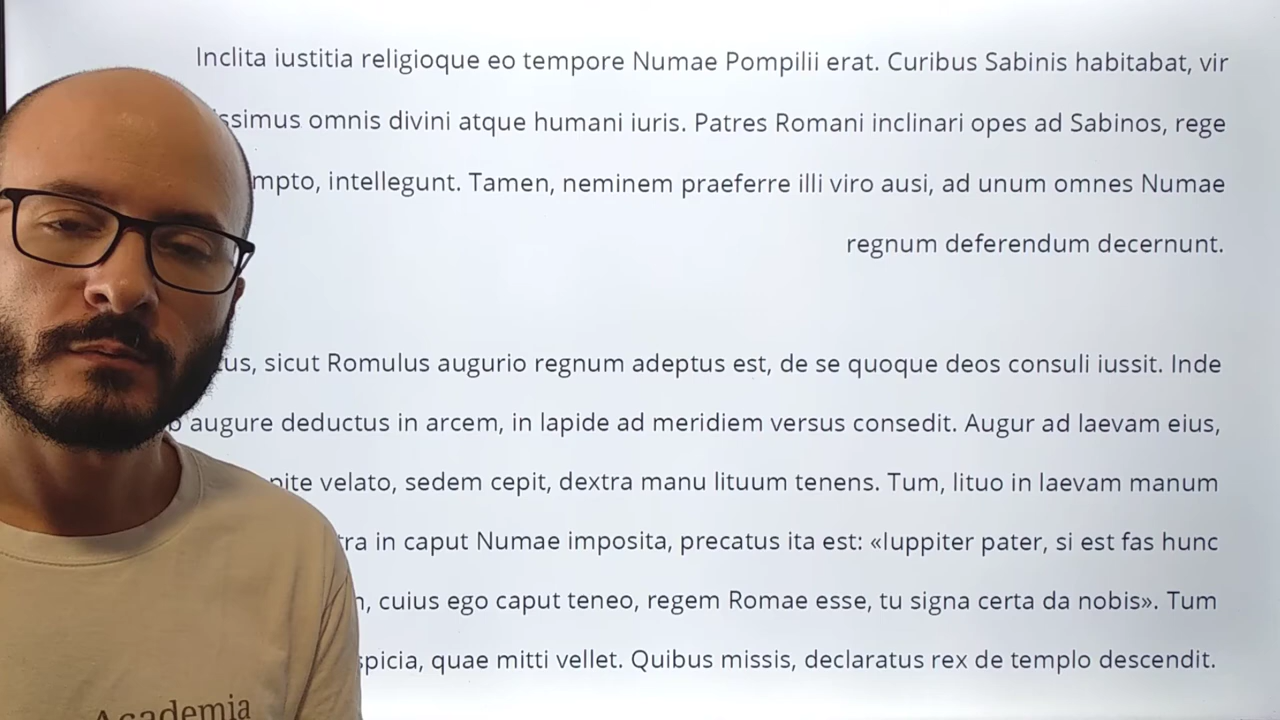 Inclita iustitia religioque eo tempore Numae Pompilii erat. Curibus Sabinis habitabat, vir
omnis divini atque humani iuris. Patres Romani inclinari opes ad Sabinos, rege
intellegunt. Tamen, neminem praeferre illi viro ausi, ad unum omnes Numae
regnum deferendum decernunt.
sicut Romulus augurio regnum adeptus est, de se quoque deos consuli iussit. Inde
augure deductus in arcem, in lapide ad meridiem versus consedit. Augur ad laevam eius,
velato, sedem cepit, dextra manu lituum tenens. Tum, lituo in laevam manum
in caput Numae imposita, precatus ita est: «Iuppiter pater, si est fas hunc
cuius ego caput teneo, regem Romae esse, tu signa certa da nobis». Tum
quae mitti vellet. Quibus missis, declaratus rex de templo descendit.
Academia